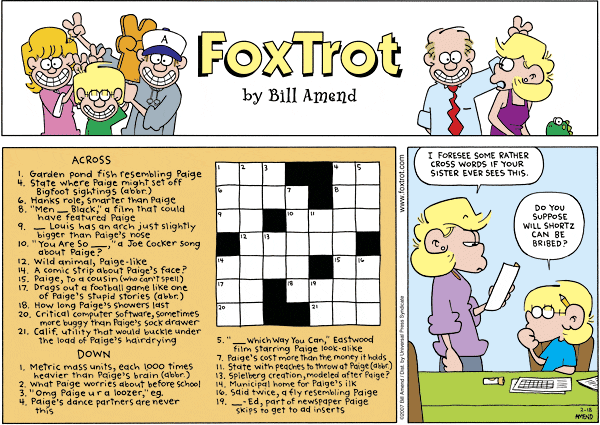 A
FoxTrot
by Bill Amend
ACROSS
1. Garden pond fish resembling Paige
4. State where Paige might set off
Bigfoot sightings (abbr.)
6. Hanks role, smarter than Paige
8. "Men __ Black," a film that could
have featured Paige
9. __ Louis has an arch just slightly
bigger than Paige's nose
10. "You Are So ___," a Joe Cocker song
about Paige?
12. Wild animal, Paige-like
14. A comic strip about Paige's face?
15. Paige, to a cousin (who can't spell)
17. Drags out a football game like one
of Paige's stupid stories (abbr.)
18. How long Paige's showers last
20. Critical computer software, sometimes
more buggy than Paige's sock drawer
21. Calif. utility that would buckle under
the load of Paige's hairdrying
DOWN
1. Metric mass units, each 1000 times
heavier than Paige's brain (abbr.)
2. What Paige worries about before school
3. "Omg Paige u r a loozer," eg.
4. Paige's dance partners are never
this
1 2 3 4 5
6 7 8
9 10 11
12 13
14 15 16
17 18 19
20 21
5. "__ Which Way You Can," Eastwood
film starring Paige look-alike
7. Paige's cost more than the money it holds
11. State with peaches to throw at Paige (abbr.)
13. Spielberg creation, modeled after Paige?
14. Municipal home for Paige's ilk
16. Said twice, a fly resembling Paige
19. __-Ed, part of newspaper Paige
skips to get to ad inserts
www.foxtrot.com
©2007 Bill Amend / Dist. by Universal Press Syndicate
I FORESEE SOME RATHER
CROSS WORDS IF YOUR
SISTER EVER SEES THIS.
DO YOU
SUPPOSE
WILL SHORTZ
CAN BE
BRIBED?
2-18
AMEND